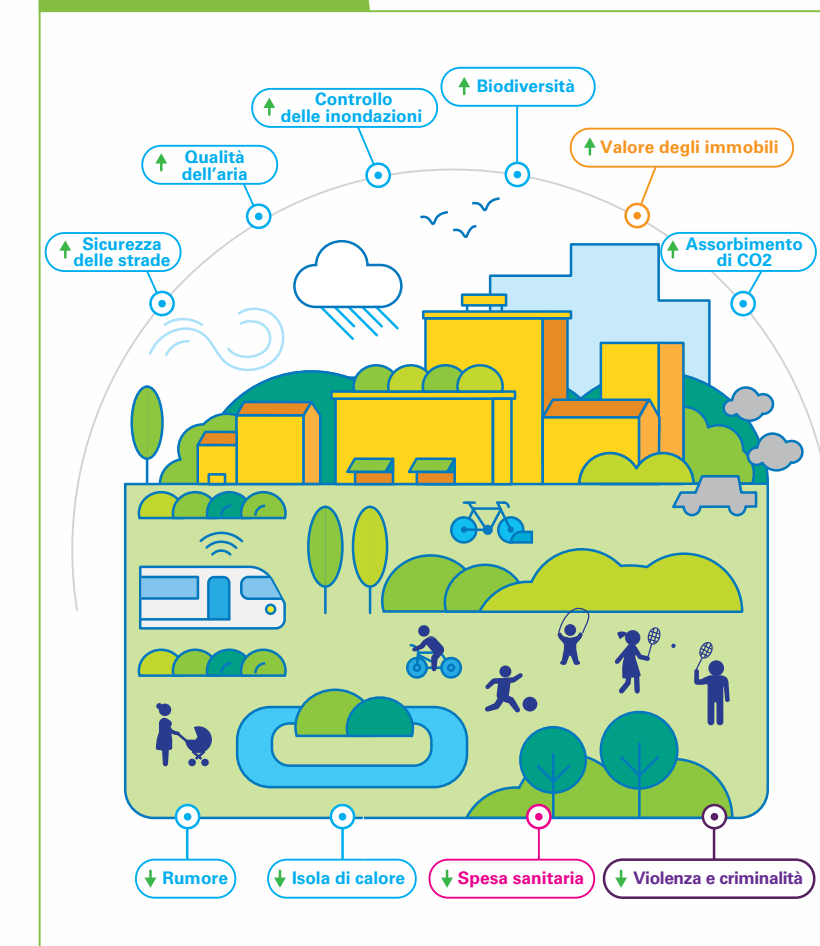 Biodiversità
Controllo
delle inondazioni
Valore degli immobili
Qualità
dell'aria
Sicurezza
delle strade
Assorbimento
di CO2
Rumore
Isola di calore
Spesa sanitaria
Violenza e criminalità